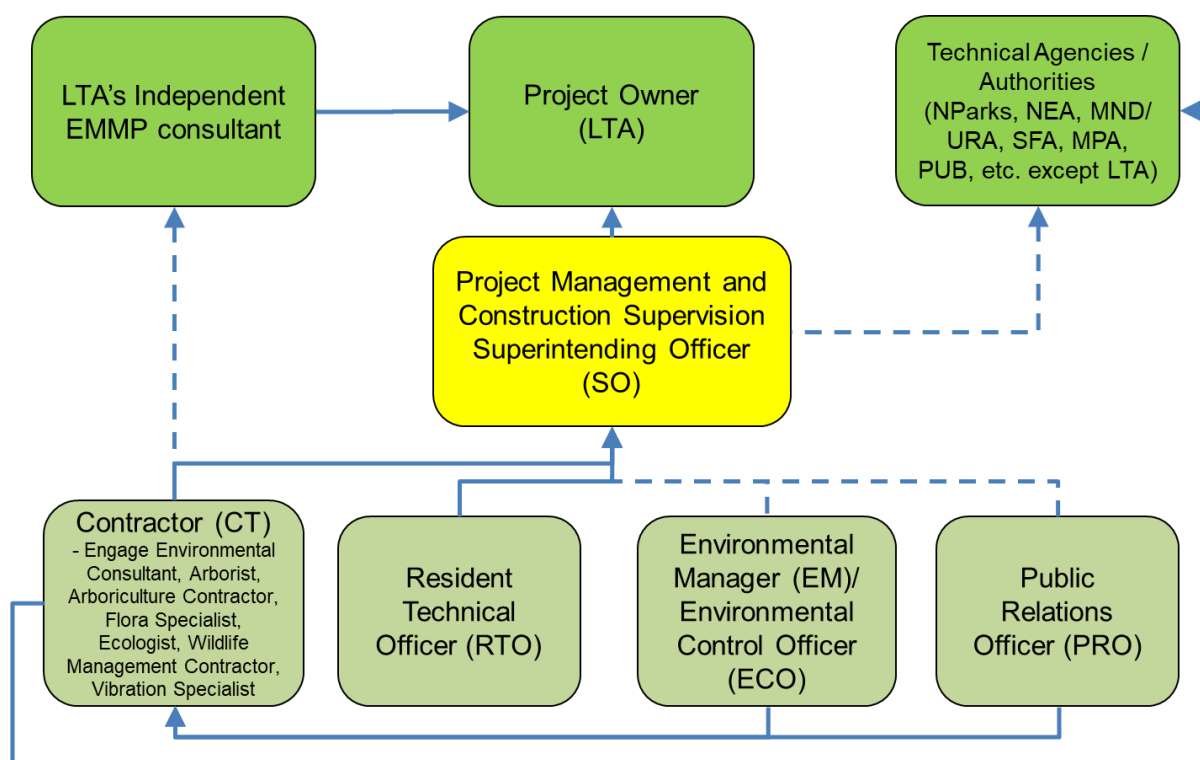 LTA’s Independent
EMMP consultant
Project Owner
(LTA)
Technical Agencies /
Authorities
(NParks, NEA, MND/
URA, SFA, MPA,
PUB, etc. except LTA)
Project Management and
Construction Supervision
Superintending Officer
(SO)
Contractor (CT)
- Engage Environmental
Consultant, Arborist,
Arboriculture Contractor,
Flora Specialist,
Ecologist, Wildlife
Management Contractor,
Vibration Specialist
Resident
Technical
Officer (RTO)
Environmental
Manager (EM)/
Environmental
Control Officer
(ECO)
Public
Relations
Officer (PRO)